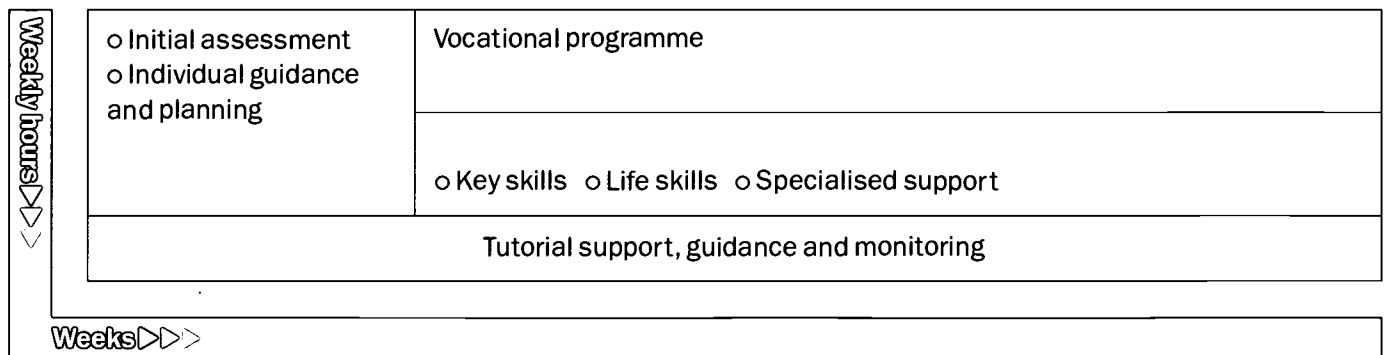 Weekly hours
o Initial assessment
o Individual guidance
and planning
Vocational programme
o Key skills o Life skills o Specialised support
Tutorial support, guidance and monitoring
Weeks